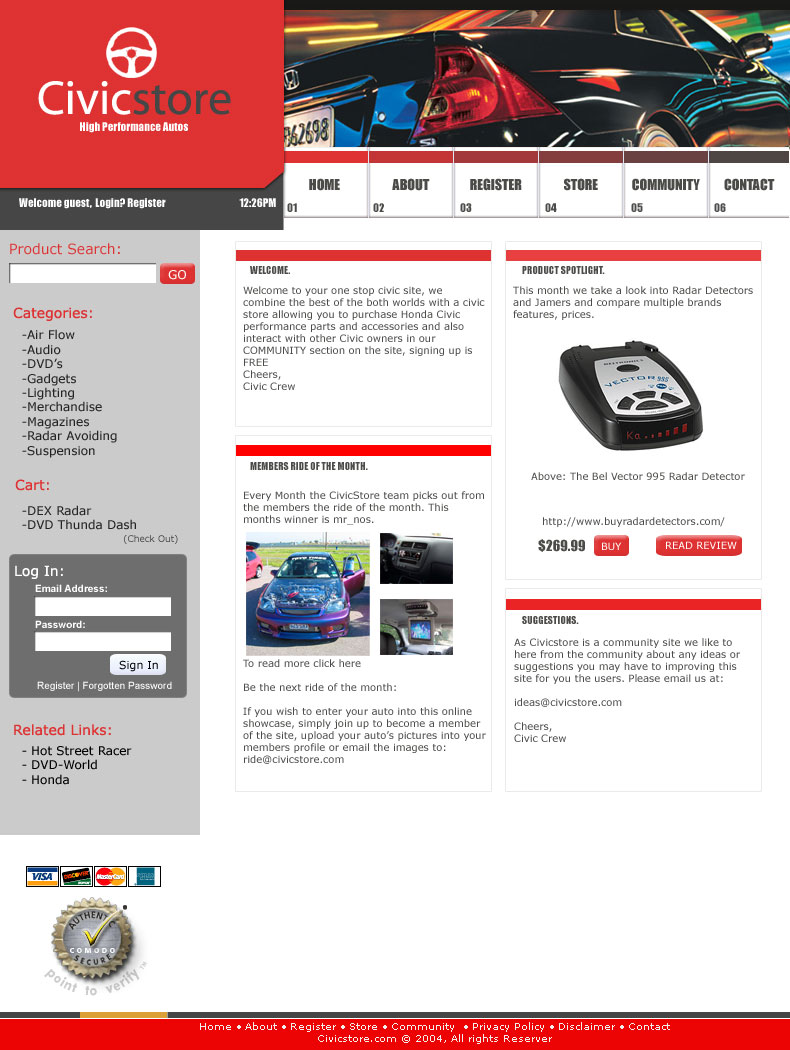 Civicstore
High Performance Autos
Welcome guest, Login? Register
12:26PM
HOME
01
ABOUT
02
REGISTER
03
STORE
04
COMMUNITY
05
CONTACT
06
Product Search:
GO
Categories:
-Air Flow
-Audio
-DVD's
-Gadgets
-Lighting
-Merchandise
-Magazines
-Radar Avoiding
-Suspension
Cart:
-DEX Radar
-DVD Thunda Dash
(Check Out)
Log In:
Email Address:
Password:
Sign In
Register | Forgotten Password
Related Links:
- Hot Street Racer
- DVD-World
- Honda
VISA
DISCOVER
MasterCard
AUTHENTIC
COMODO
SECURE
point to verify™
WELCOME.
Welcome to your one stop civic site, we
combine the best of the both worlds with a civic
store allowing you to purchase Honda Civic
performance parts and accessories and also
interact with other Civic owners in our
COMMUNITY section on the site, signing up is
FREE
Cheers,
Civic Crew
MEMBERS RIDE OF THE MONTH.
Every Month the CivicStore team picks out from
the members the ride of the month. This
months winner is mr_nos.
To read more click here
Be the next ride of the month:
If you wish to enter your auto into this online
showcase, simply join up to become a member
of the site, upload your auto's pictures into your
members profile or email the images to:
ride@civicstore.com
PRODUCT SPOTLIGHT.
This month we take a look into Radar Detectors
and Jamers and compare multiple brands
features, prices.
VECTOR 995
Ka
Above: The Bel Vector 995 Radar Detector
http://www.buyradardetectors.com/
$269.99
BUY
READ REVIEW
SUGGESTIONS.
As Civicstore is a community site we like to
here from the community about any ideas or
suggestions you may have to improving this
site for you the users. Please email us at:
ideas@civicstore.com
Cheers,
Civic Crew
Home • About • Register • Store • Community • Privacy Policy • Disclaimer • Contact
Civicstore.com @ 2004, All rights Reserver